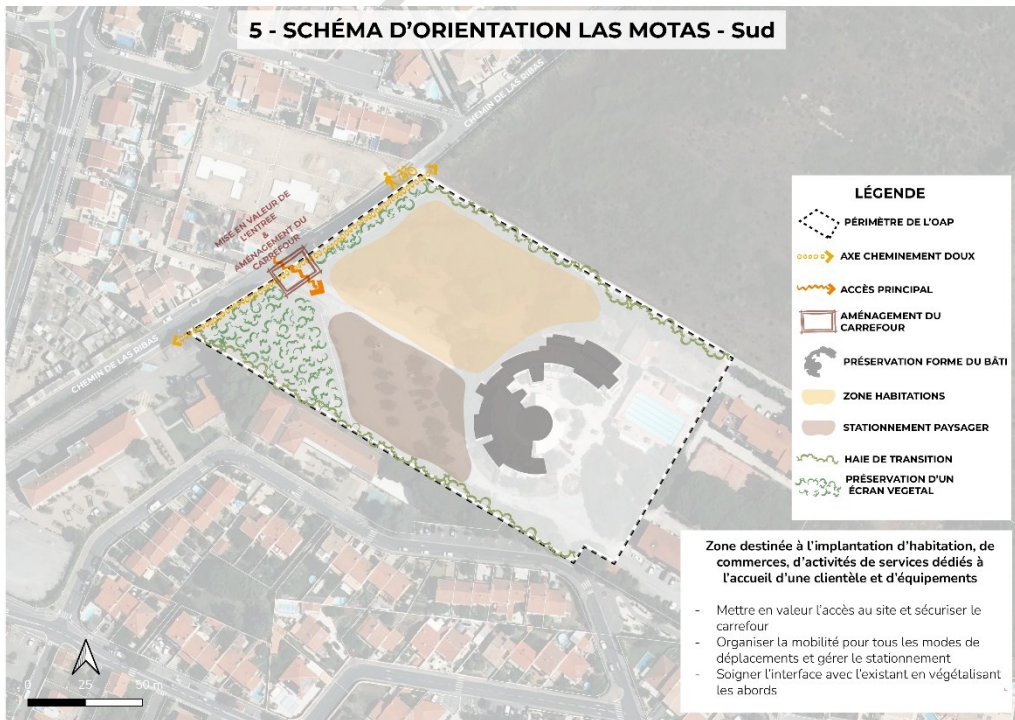 5 - SCHÉMA D'ORIENTATION LAS MOTAS - Sud
CHEMIN DE LAS RIBAS
MISE EN VALEUR DE
L'ENTREE
&
AMÉNAGEMENT DU
CARREFOUR
CHEMIN DE LAS RIBAS
LÉGENDE
PÉRIMÈTRE DE L'OAP
AXE CHEMINEMENT DOUX
ACCÈS PRINCIPAL
AMÉNAGEMENT DU
CARREFOUR
PRÉSERVATION FORME DU BÂTI
ZONE HABITATIONS
STATIONNEMENT PAYSAGER
HAIE DE TRANSITION
PRÉSERVATION D'UN
ÉCRAN VEGETAL
Zone destinée à l'implantation d'habitation, de
commerces, d'activités de services dédiés à
l'accueil d'une clientèle et d'équipements
- Mettre en valeur l'accès au site et sécuriser le
carrefour
- Organiser la mobilité pour tous les modes de
déplacements et gérer le stationnement
- Soigner l'interface avec l'existant en végétalisant
les abords
0 25 50 m